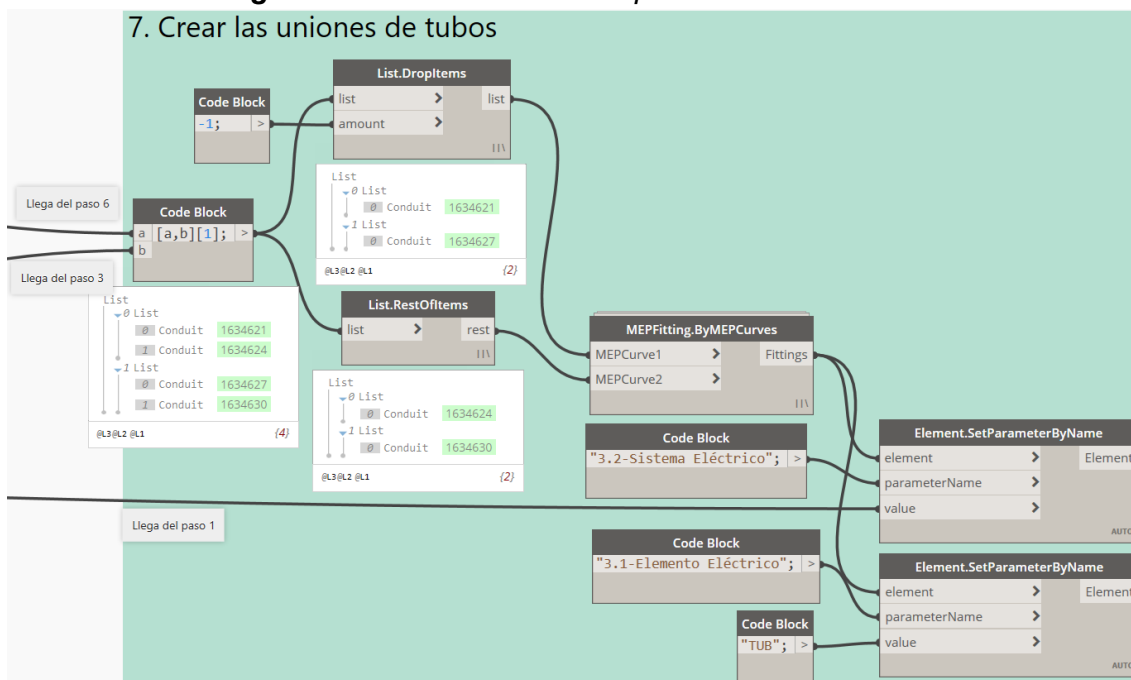 7. Crear las uniones de tubos
List.DropItems
list > list
amount >
Code Block
-1; >
List
0 List
0 Conduit 1634621
1 List
0 Conduit 1634627
@L3@L2 @L1 {2}
Llega del paso 6
Code Block
a [a,b][1]; >
b
Llega del paso 3
List
0 List
0 Conduit 1634621
1 Conduit 1634624
1 List
0 Conduit 1634627
1 Conduit 1634630
@L3@L2 @L1 {4}
List.RestOfItems
list > rest
List
0 List
0 Conduit 1634624
1 List
0 Conduit 1634630
@L3@L2 @L1 {2}
MEPFitting.ByMEPCurves
MEPCurve1 > Fittings
MEPCurve2 >
Code Block
"3.2-Sistema Eléctrico"; >
Element.SetParameterByName
element > Element
parameterName >
value >
AUTO
Llega del paso 1
Code Block
"3.1-Elemento Eléctrico"; >
Element.SetParameterByName
element > Element
parameterName >
value >
AUTO
Code Block
"TUB"; >